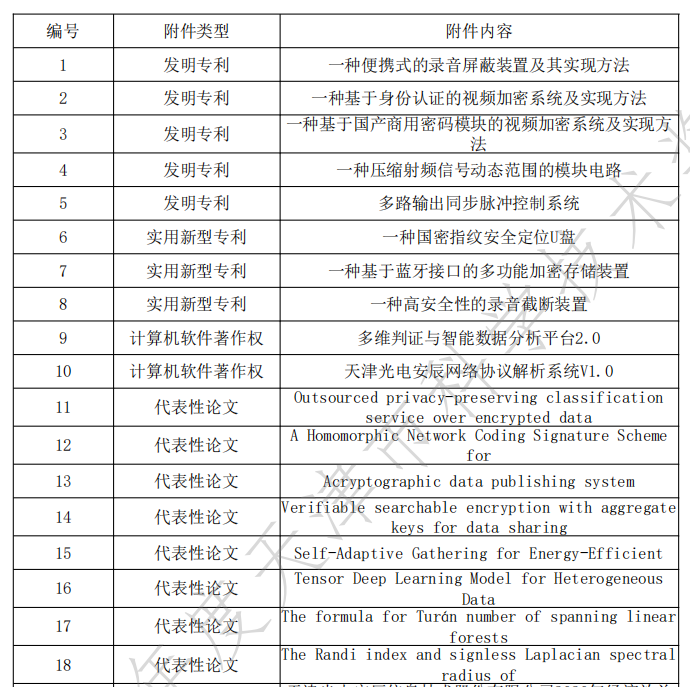 编号 附件类型 附件内容
1 发明专利 一种便携式的录音屏蔽装置及其实现方法
2 发明专利 一种基于身份认证的视频加密系统及实现方法
3 发明专利 一种基于国产商用密码模块的视频加密系统及实现方
法
4 发明专利 一种压缩射频信号动态范围的模块电路
5 发明专利 多路输出同步脉冲控制系统
6 实用新型专利 一种国密指纹安全定位U盘
7 实用新型专利 一种基于蓝牙接口的多功能加密存储装置
8 实用新型专利 一种高安全性的录音截断装置
9 计算机软件著作权 多维判证与智能数据分析平台2.0
10 计算机软件著作权 天津光电安辰网络协议解析系统V1.0
11 代表性论文 Outsourced privacy-preserving classification
service over encrypted data
12 代表性论文 A Homomorphic Network Coding Signature Scheme
for
13 代表性论文 Acryptographic data publishing system
14 代表性论文 Verifiable searchable encryption with aggregate
keys for data sharing
15 代表性论文 Self-Adaptive Gathering for Energy-Efficient
16 代表性论文 Tensor Deep Learning Model for Heterogeneous
Data
17 代表性论文 The formula for Turán number of spanning linear
forests
18 代表性论文 The Randi index and signless Laplacian spectral
radius of
年度天津市科学技术奖